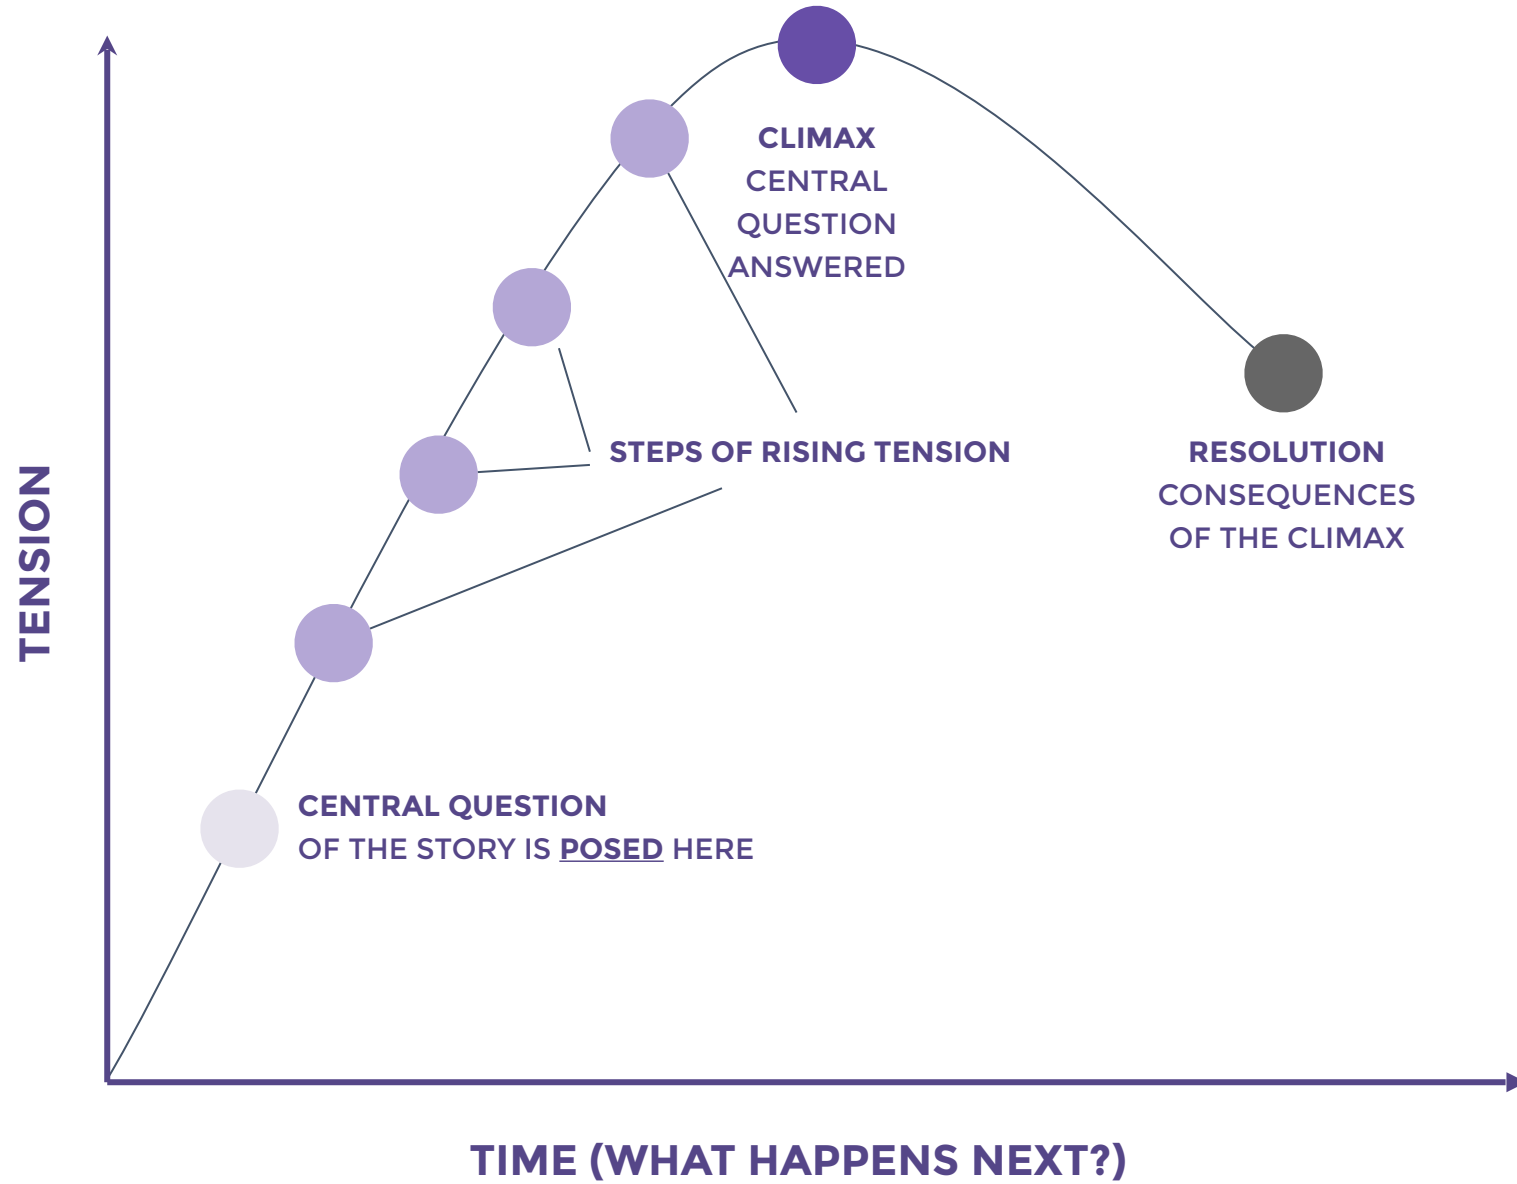 CLIMAX
CENTRAL
QUESTION
ANSWERED
STEPS OF RISING TENSION
RESOLUTION
CONSEQUENCES
OF THE CLIMAX
TENSION
CENTRAL QUESTION
OF THE STORY IS POSED HERE
TIME (WHAT HAPPENS NEXT?)